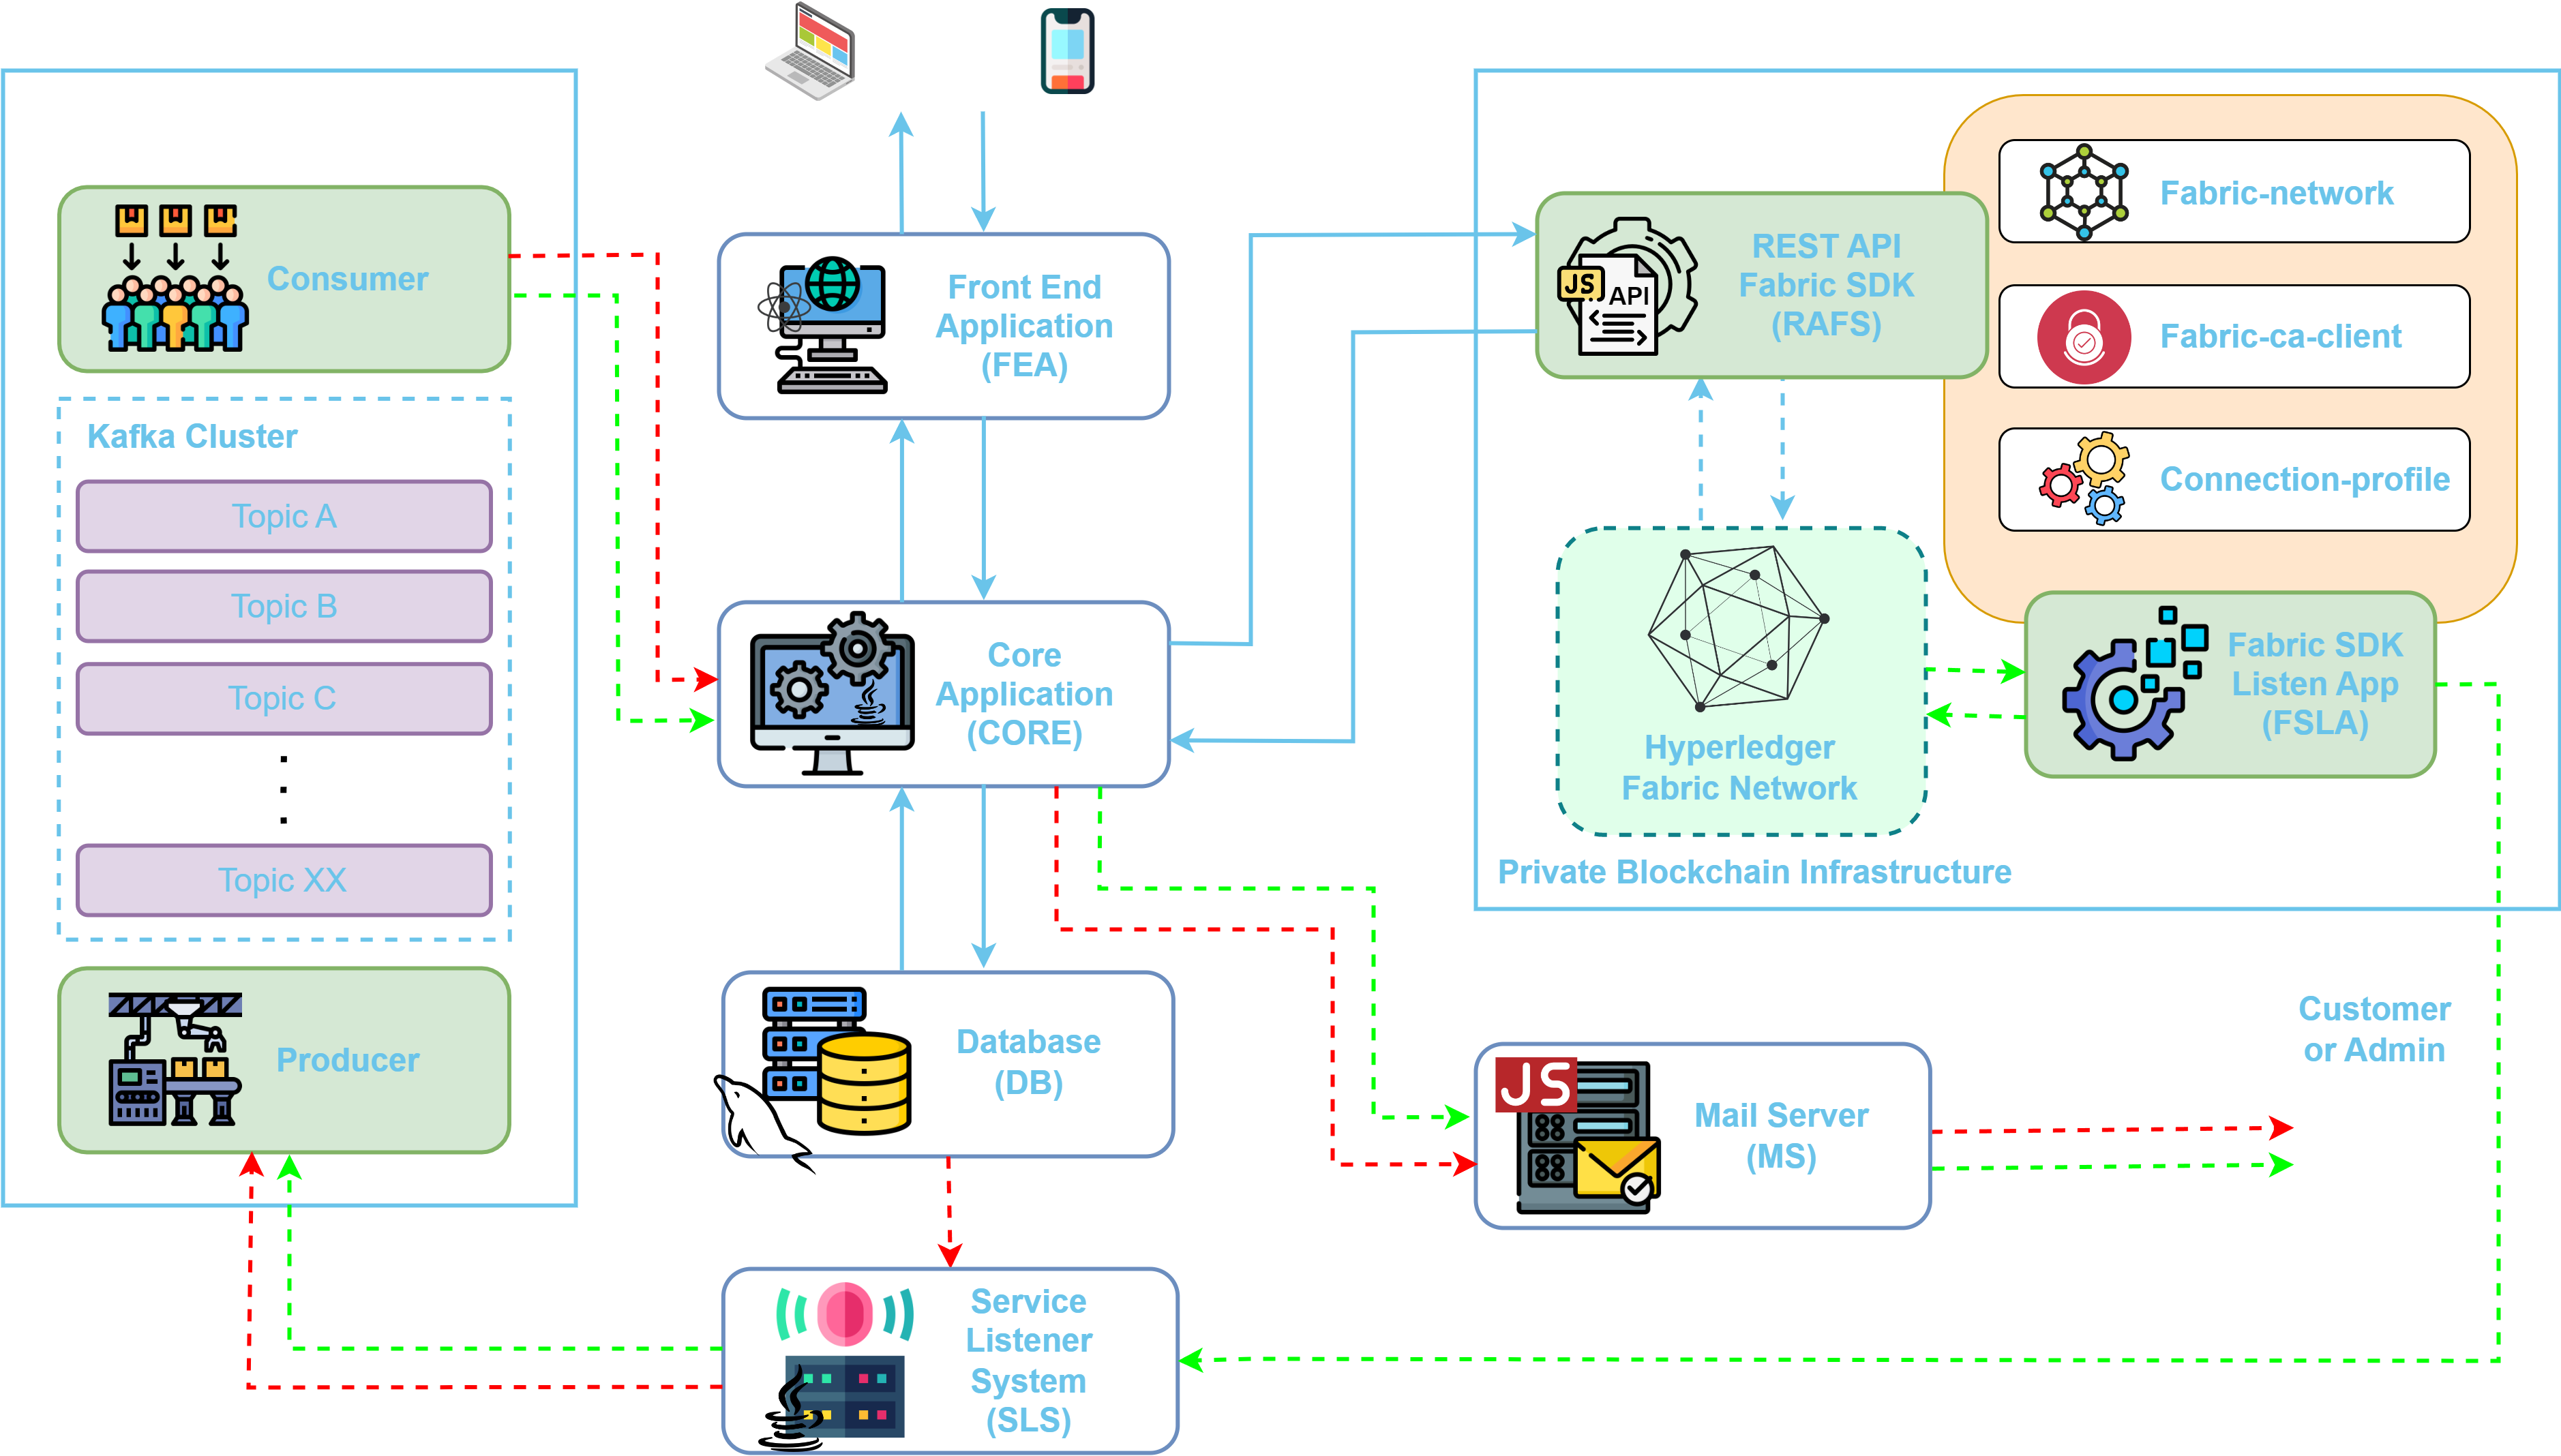 Consumer
Kafka Cluster
Topic A
Topic B
Topic C
Topic XX
Producer
Front End
Application
(FEA)
Core
Application
(CORE)
Database
(DB)
Service
Listener
System
(SLS)
JS
API
REST API
Fabric SDK
(RAFS)
Fabric-network
Fabric-ca-client
Connection-profile
Hyperledger
Fabric Network
Fabric SDK
Listen App
(FSLA)
Private Blockchain Infrastructure
JS
Mail Server
(MS)
Customer
or Admin